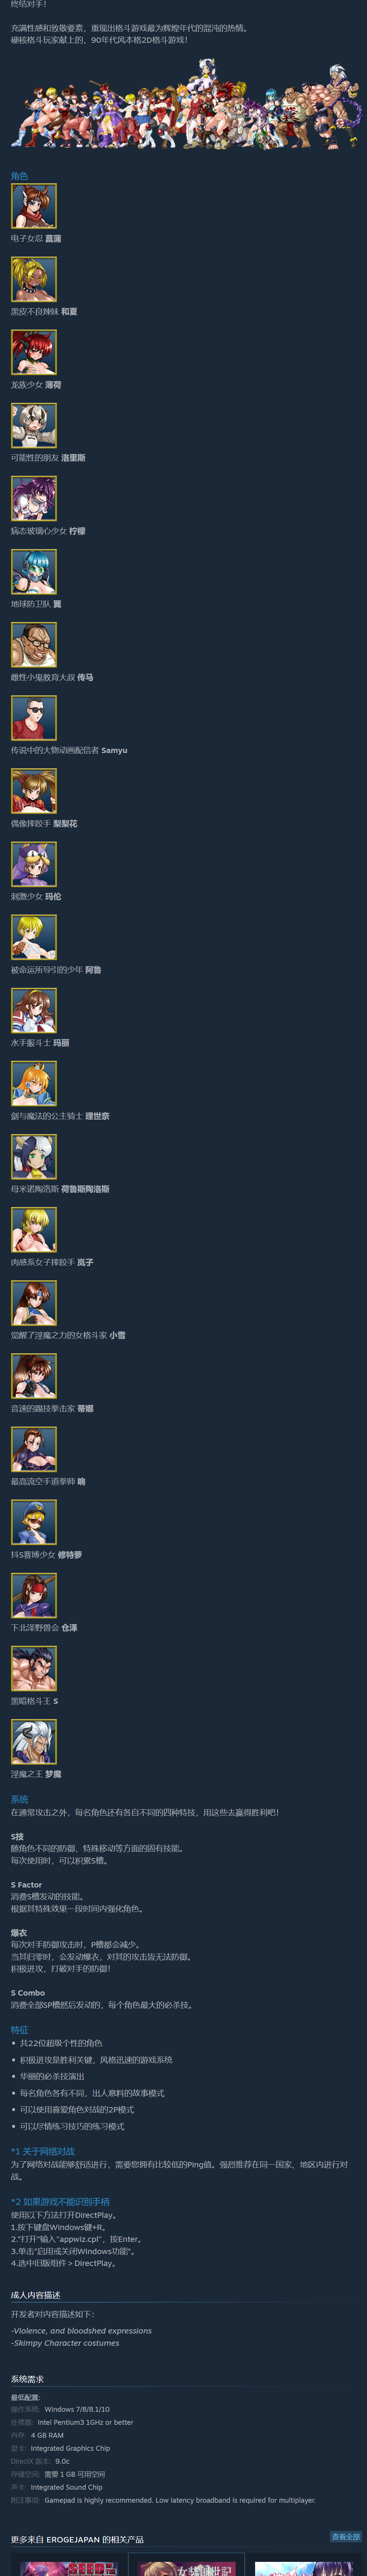 终结对手！
充满性感和致敬要素，重现出格斗游戏最为辉煌年代的混沌的热情。
硬核格斗玩家献上的，90年代风本格2D格斗游戏！
角色
电子女忍 菖蒲
黑皮不良辣妹 和夏
龙族少女 薄荷
可能性的朋友 洛里斯
病态玻璃心少女 柠檬
地球防卫队 翼
雌性小鬼教育大叔 传马
传说中的大物动画配信者 Samyu
偶像摔跤手 梨梨花
刺激少女 玛伦
被命运所导引的少年 阿鲁
水手服斗士 玛丽
剑与魔法的公主骑士 理世奈
母米诺陶洛斯 荷鲁斯陶洛斯
肉感系女子摔跤手 岚子
觉醒了淫魔之力的女格斗家 小雪
音速的踢技拳击家 蒂娜
最高流空手道拳师 响
抖S赛博少女 修特萝
下北泽野兽会 仓泽
黑暗格斗王 S
淫魔之王 梦魔
系统
在通常攻击之外，每名角色还有各自不同的四种特技，用这些去赢得胜利吧！
S技
随角色不同的防御、特殊移动等方面的固有技能。
每次使用时，可以积累S槽。
S Factor
消费S槽发动的技能。
根据其特殊效果一段时间内强化角色。
爆衣
每次对手防御攻击时，P槽都会减少。
当其归零时，会发动爆衣，对其的攻击皆无法防御。
积极进攻，打破对手的防御！
S Combo
消费全部SP槽然后发动的，每个角色最大的必杀技。
特征
▪ 共22位超级个性的角色
▪ 积极进攻是胜利关键，风格迅速的游戏系统
▪ 华丽的必杀技演出
▪ 每名角色各有不同，出人意料的故事模式
▪ 可以使用喜爱角色对战的2P模式
▪ 可以尽情练习技巧的练习模式
*1 关于网络对战
为了网络对战能够舒适进行，需要您拥有比较低的Ping值。强烈推荐在同一国家、地区内进行对
战。
*2 如果游戏不能识别手柄
使用以下方法打开DirectPlay。
1.按下键盘Windows键+R。
2."打开"输入"appwiz.cpl"，按Enter。
3.单击"启用或关闭Windows功能"。
4.选中旧版组件 > DirectPlay。
成人内容描述
开发者对内容描述如下：
-Violence, and bloodshed expressions
-Skimpy Character costumes
系统需求
最低配置:
操作系统: Windows 7/8/8.1/10
处理器: Intel Pentium3 1GHz or better
内存: 4 GB RAM
显卡: Integrated Graphics Chip
DirectX 版本: 9.0c
存储空间: 需要 1 GB 可用空间
声卡: Integrated Sound Chip
附注事项: Gamepad is highly recommended. Low latency broadband is required for multiplayer.
更多来自 EROGEJAPAN 的相关产品
查看全部
女装創世記